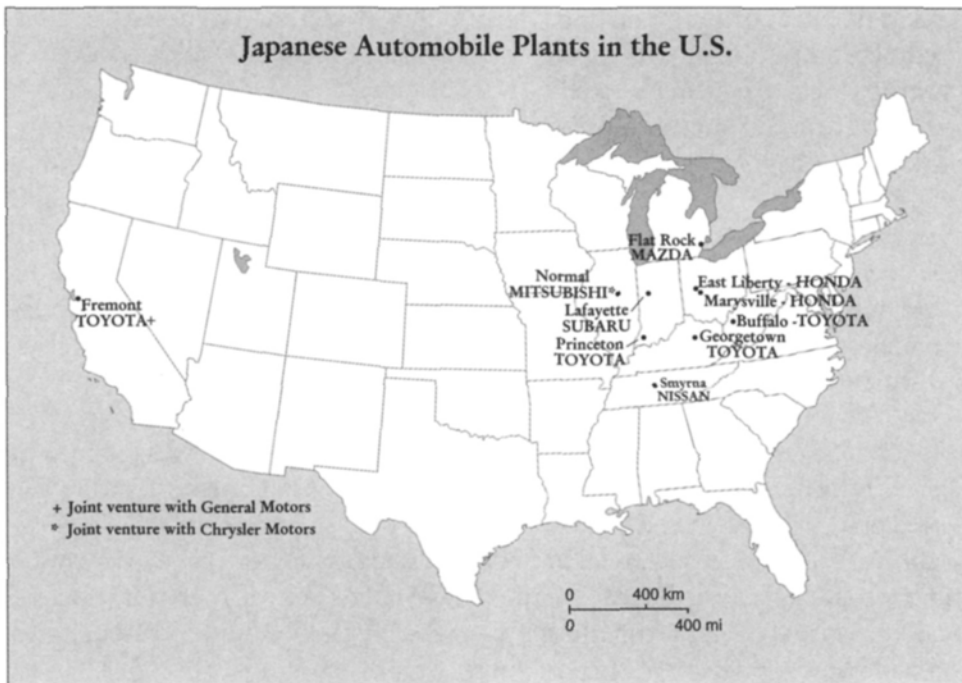 Japanese Automobile Plants in the U.S.
Flat Rock
MAZDA
Normal
MITSUBISHI*
East Liberty - HONDA
Marysville - HONDA
Lafayette
SUBARU
Buffalo -TOYOTA
Fremont
TOYOTA+
Princeton
TOYOTA
Georgetown
TOYOTA
Smyrna
NISSAN
+ Joint venture with General Motors
* Joint venture with Chrysler Motors
0 400 km
0 400 mi